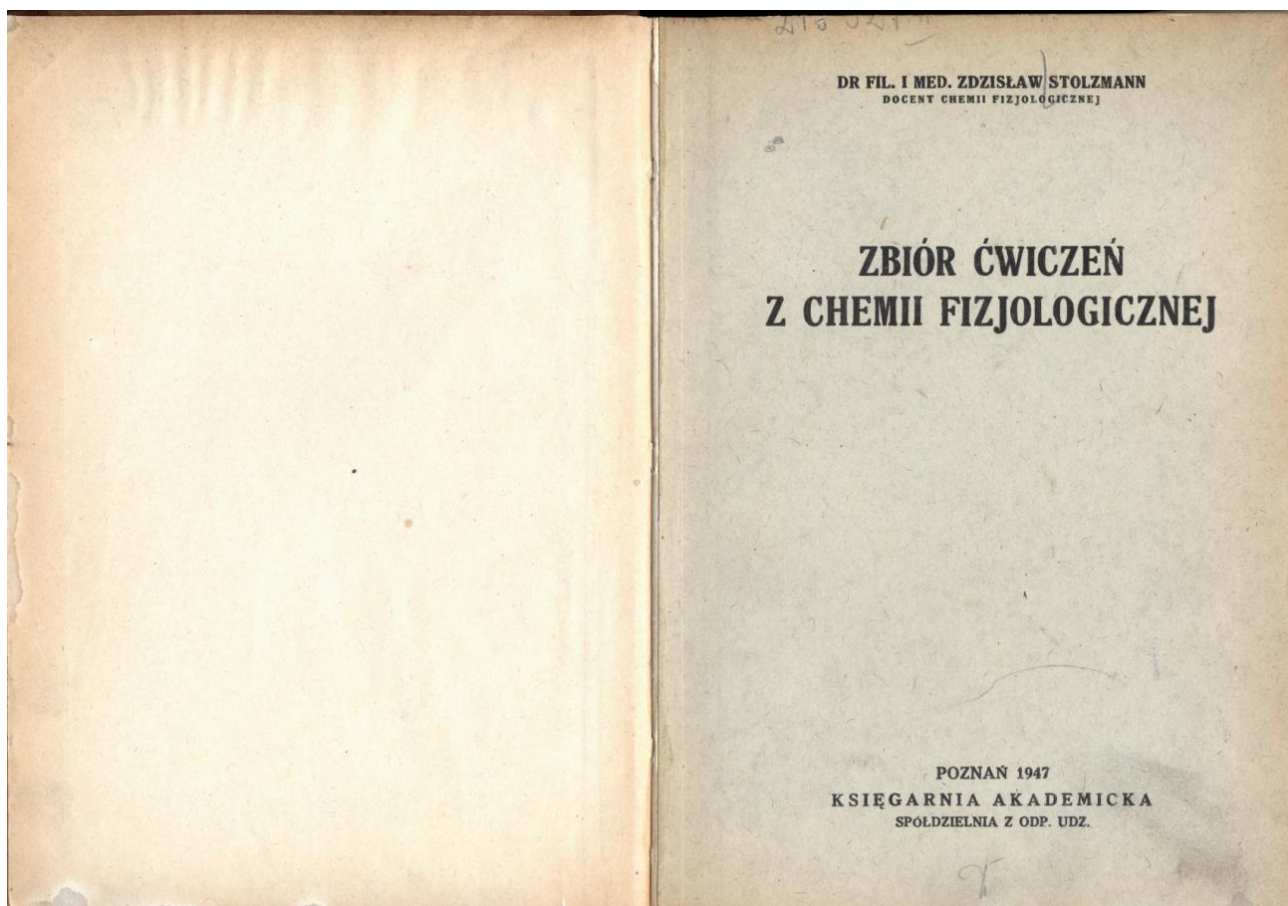 DR FIL. I MED. ZDZISŁAW STOLZMANN
DOCENT CHEMII FIZJOLOGICZNEJ
ZBIÓR ĆWICZEŃ
Z CHEMII FIZJOLOGICZNEJ
POZNAŃ 1947
KSIĘGARNIA AKADEMICKA
SPÓŁDZIELNIA Z ODP. UDZ.